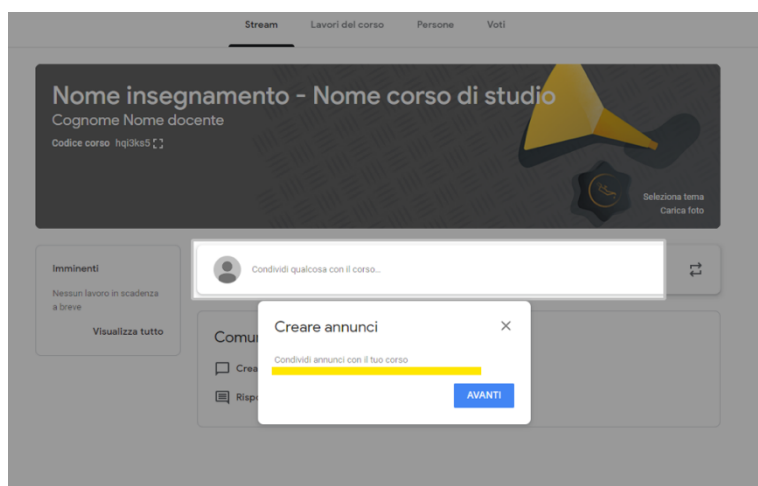 Stream Lavori del corso Persone Voti
Nome insegnamento - Nome corso di studio
Cognome Nome docente
Codice corso hqi3ks5
Seleziona tema
Carica foto
Imminenti
Nessun lavoro in scadenza
a breve
Visualizza tutto
Condividi qualcosa con il corso...
Creare annunci
Condividi annunci con il tuo corso
AVANTI